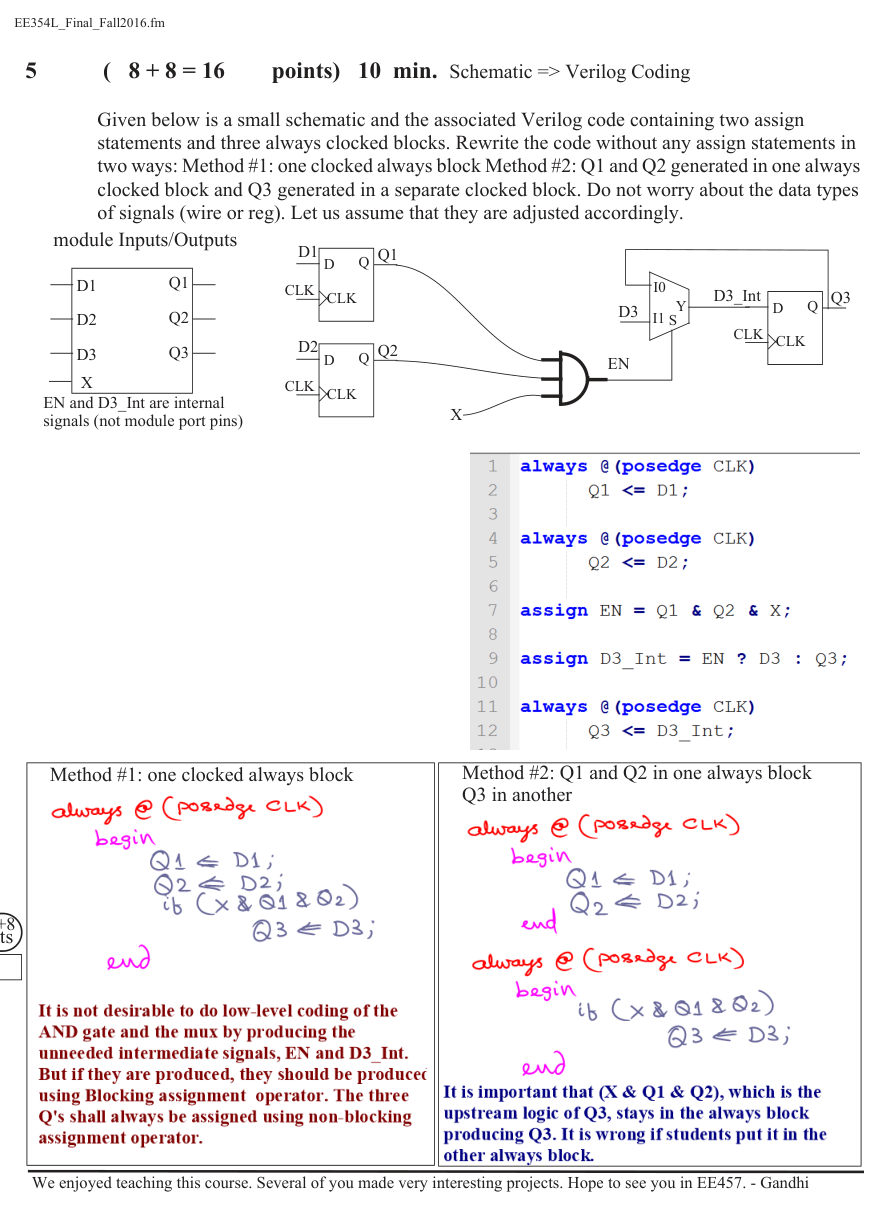 EE354L_Final_Fall2016.fm
5 ( 8 + 8 = 16 points) 10 min. Schematic => Verilog Coding
Given below is a small schematic and the associated Verilog code containing two assign
statements and three always clocked blocks. Rewrite the code without any assign statements in
two ways: Method #1: one clocked always block Method #2: Q1 and Q2 generated in one always
clocked block and Q3 generated in a separate clocked block. Do not worry about the data types
of signals (wire or reg). Let us assume that they are adjusted accordingly.
module Inputs/Outputs
D1 Q1
D2 Q2
D3 Q3
X
EN and D3_Int are internal
signals (not module port pins)
D1 D Q Q1
CLK CLK
D2 D Q Q2
CLK CLK
X
EN
I0
D3 I1 S Y
D3_Int D Q Q3
CLK CLK
1 always @(posedge CLK)
2 Q1 <= D1;
3
4 always @(posedge CLK)
5 Q2 <= D2;
6
7 assign EN = Q1 & Q2 & X;
8
9 assign D3_Int = EN ? D3 : Q3;
10
11 always @(posedge CLK)
12 Q3 <= D3_Int;
Method #1: one clocked always block
always @ (posedge CLK)
begin
Q1 <= D1;
Q2 <= D2;
if (X & Q1 & Q2)
Q3 <= D3;
end
It is not desirable to do low-level coding of the
AND gate and the mux by producing the
unneeded intermediate signals, EN and D3_Int.
But if they are produced, they should be produced
using Blocking assignment operator. The three
Q's shall always be assigned using non-blocking
assignment operator.
Method #2: Q1 and Q2 in one always block
Q3 in another
always @ (posedge CLK)
begin
Q1 <= D1;
Q2 <= D2;
end
always @ (posedge CLK)
begin
if (X & Q1 & Q2)
Q3 <= D3;
end
It is important that (X & Q1 & Q2), which is the
upstream logic of Q3, stays in the always block
producing Q3. It is wrong if students put it in the
other always block.
+8
ts
We enjoyed teaching this course. Several of you made very interesting projects. Hope to see you in EE457. - Gandhi